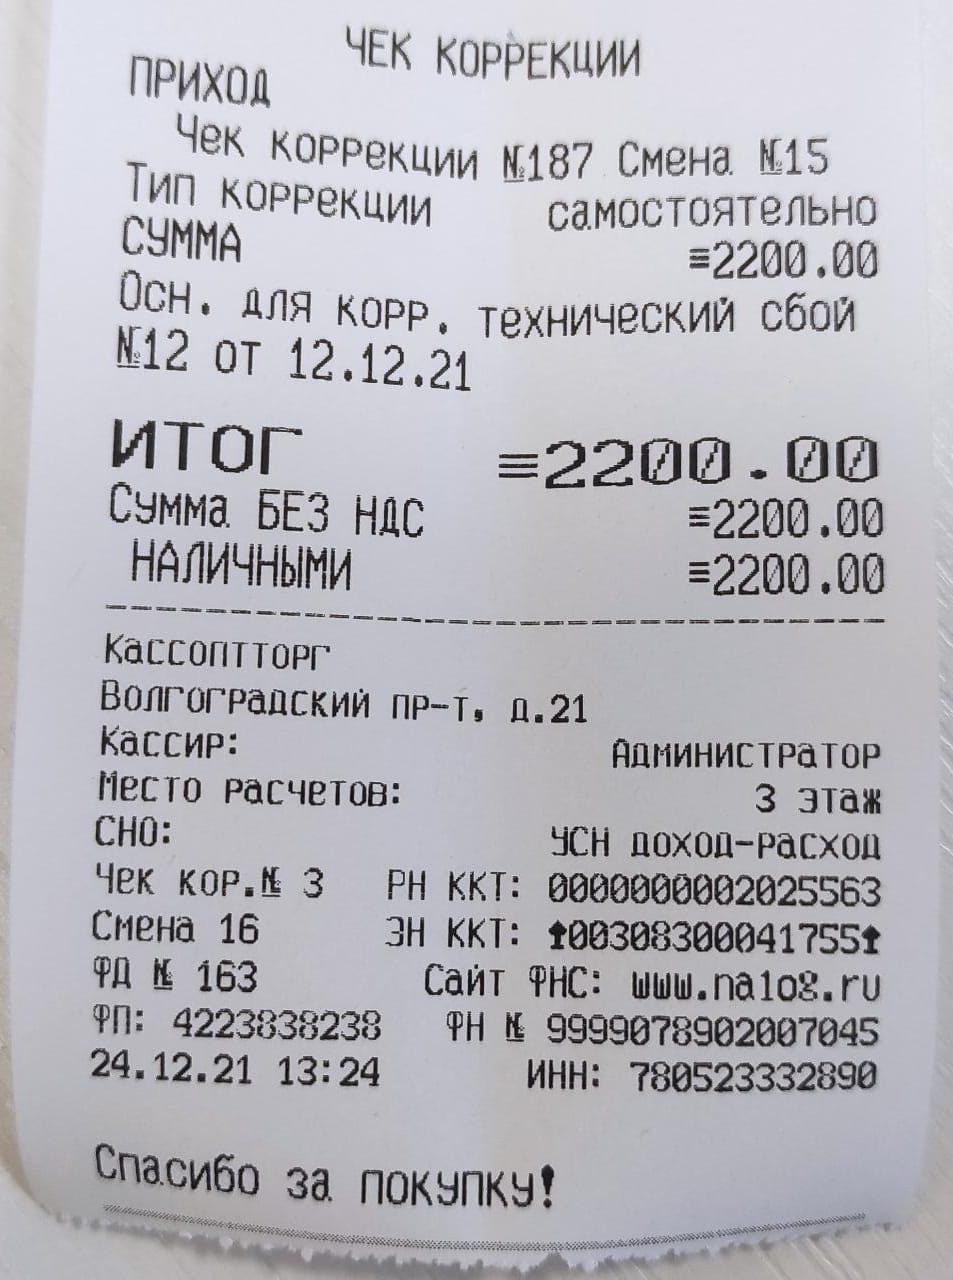 ЧЕК КОРРЕКЦИИ
ПРИХОД
Чек коррекции №187 Смена №15
Тип коррекции самостоятельно
СУММА ≡2200.00
Осн. для корр. технический сбой
№12 от 12.12.21
ИТОГ ≡2200.00
Сумма БЕЗ НДС ≡2200.00
НАЛИЧНЫМИ ≡2200.00
Кассоптторг
Волгоградский пр-т, д.21
Кассир: Администратор
Место расчетов: 3 этаж
СНО: УСН доход-расход
Чек кор.№ 3 РН ККТ: 0000000002025563
Смена 16 ЗН ККТ: ⬆00308300041755⬆
ФД № 163 Сайт ФНС: www.nalog.ru
ФП: 4223838238 ФН № 9999078902007045
24.12.21 13:24 ИНН: 780523332890
Спасибо за покупку!